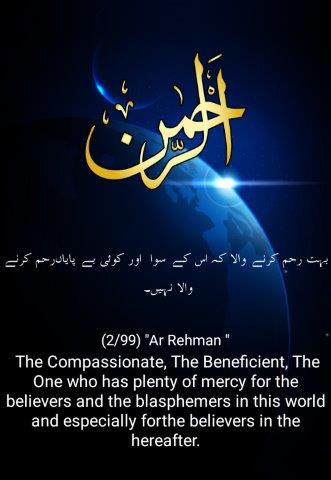 الرَّحمٰن
بہت رحم کرنے والا کہ اس کے سوا اور کوئی بے پایاں رحم کرنے
والا نہیں۔
(2/99) "Ar Rehman "
The Compassionate, The Beneficient, The
One who has plenty of mercy for the
believers and the blasphemers in this world
and especially forthe believers in the
hereafter.